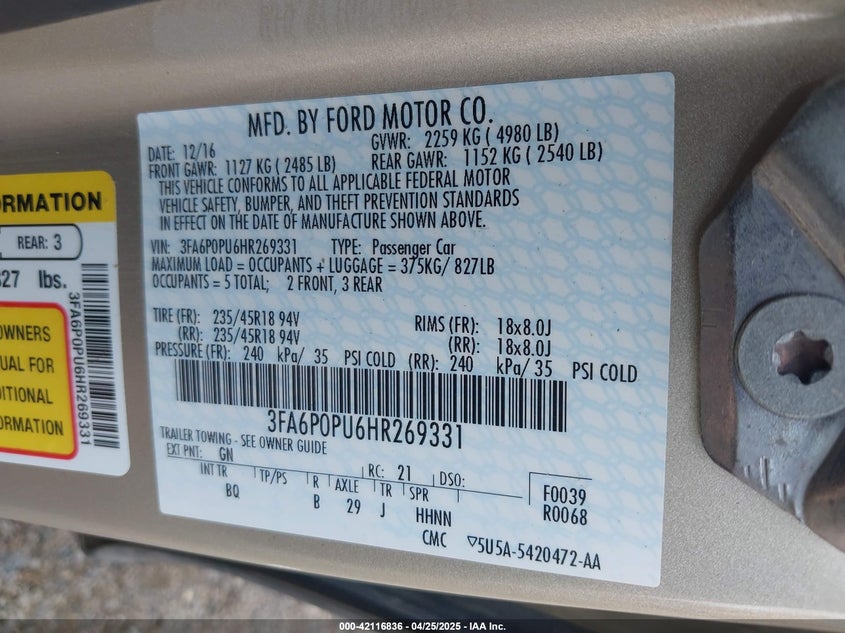 MFD. BY FORD MOTOR CO.
DATE: 12/16
GVWR: 2259 KG ( 4980 LB)
FRONT GAWR: 1127 KG ( 2485 LB)
REAR GAWR: 1152 KG ( 2540 LB)
THIS VEHICLE CONFORMS TO ALL APPLICABLE FEDERAL MOTOR
VEHICLE SAFETY, BUMPER, AND THEFT PREVENTION STANDARDS
IN EFFECT ON THE DATE OF MANUFACTURE SHOWN ABOVE.
VIN: 3FA6P0PU6HR269331 TYPE: Passenger Car
MAXIMUM LOAD = OCCUPANTS + LUGGAGE = 375KG/ 827LB
OCCUPANTS = 5 TOTAL; 2 FRONT, 3 REAR
TIRE (FR): 235/45R18 94V RIMS (FR): 18x8.0J
(RR): 235/45R18 94V (RR): 18x8.0J
PRESSURE (FR): 240 kPa/ 35 PSI COLD (RR): 240 kPa/ 35 PSI COLD
3FA6P0PU6HR269331
TRAILER TOWING - SEE OWNER GUIDE
EXT PNT: GN RC: 21 DSO:
INT TR TP/PS R AXLE TR SPR
BQ B 29 J HHNN
F0039
R0068
CMC ▽5U5A-5420472-AA
ORMATION
REAR: 3
827 lbs.
OWNERS
UAL FOR
DITIONAL
ORMATION
3FA6P0PU6HR269331
000-42116836 - 04/25/2025 - IAA Inc.